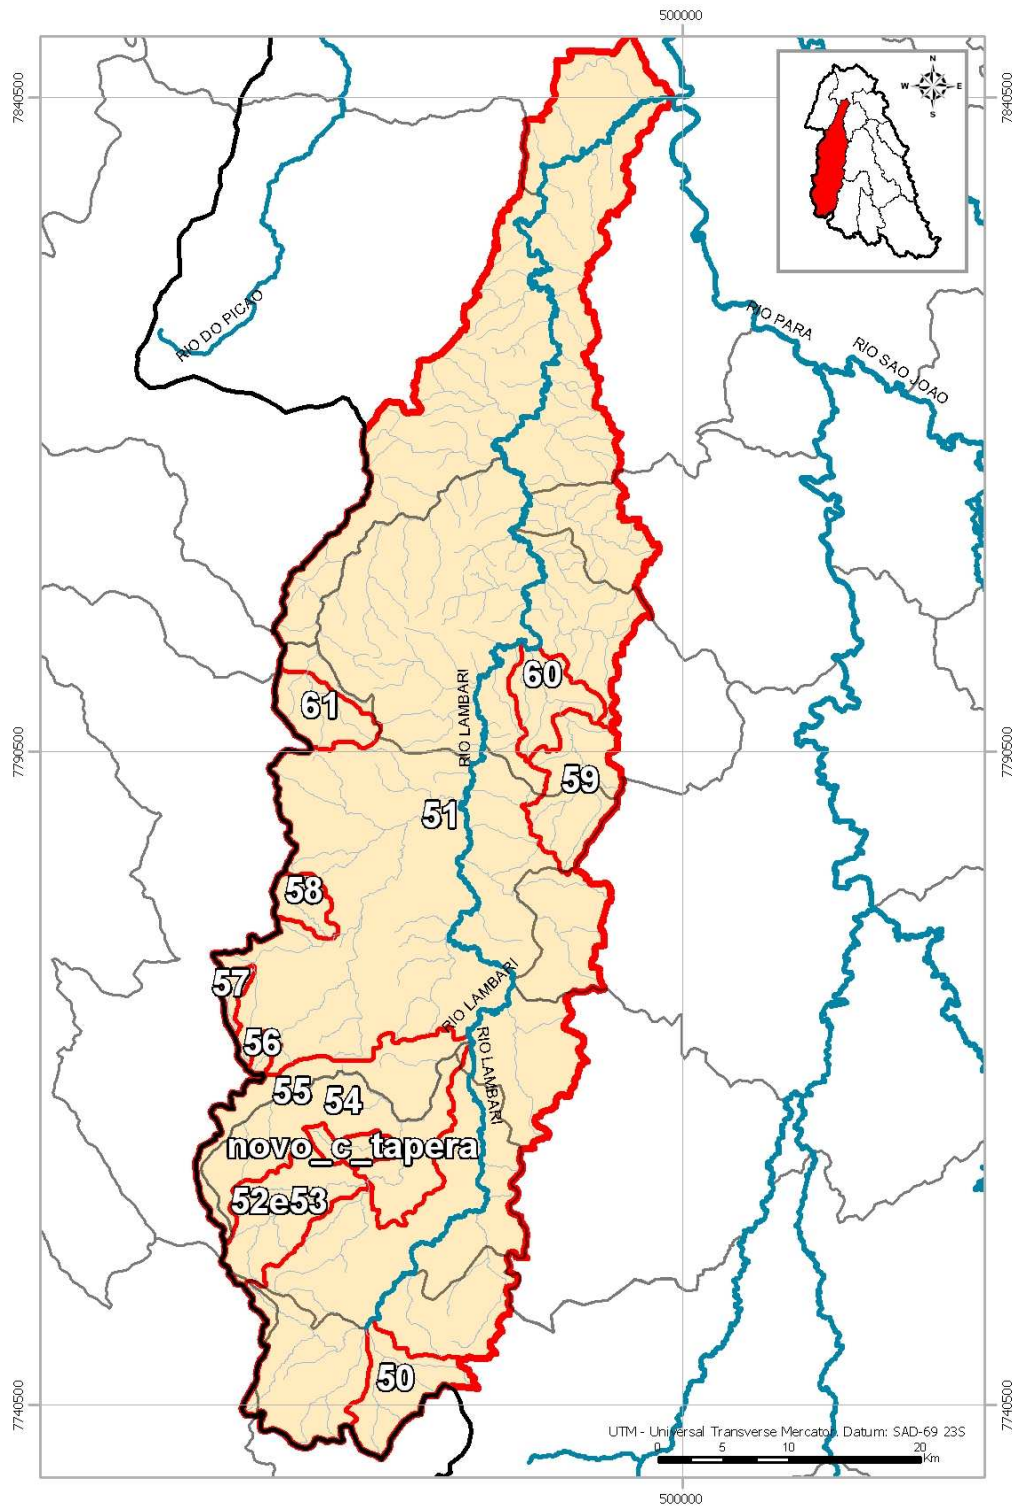 500000
7840500
7840500
N
W
E
S
RIO DO PICAO
RIO PARA
RIO SAO JOAO
60
61
RIO LAMBARI
7790500
7790500
59
51
58
57
RIO LAMBARI
56
RIO LAMBARI
55
54
novo_c_tapera
52e53
50
7740500
7740500
UTM - Universal Transverse Mercator. Datum: SAD-69 23S
0 5 10 20
Km
500000